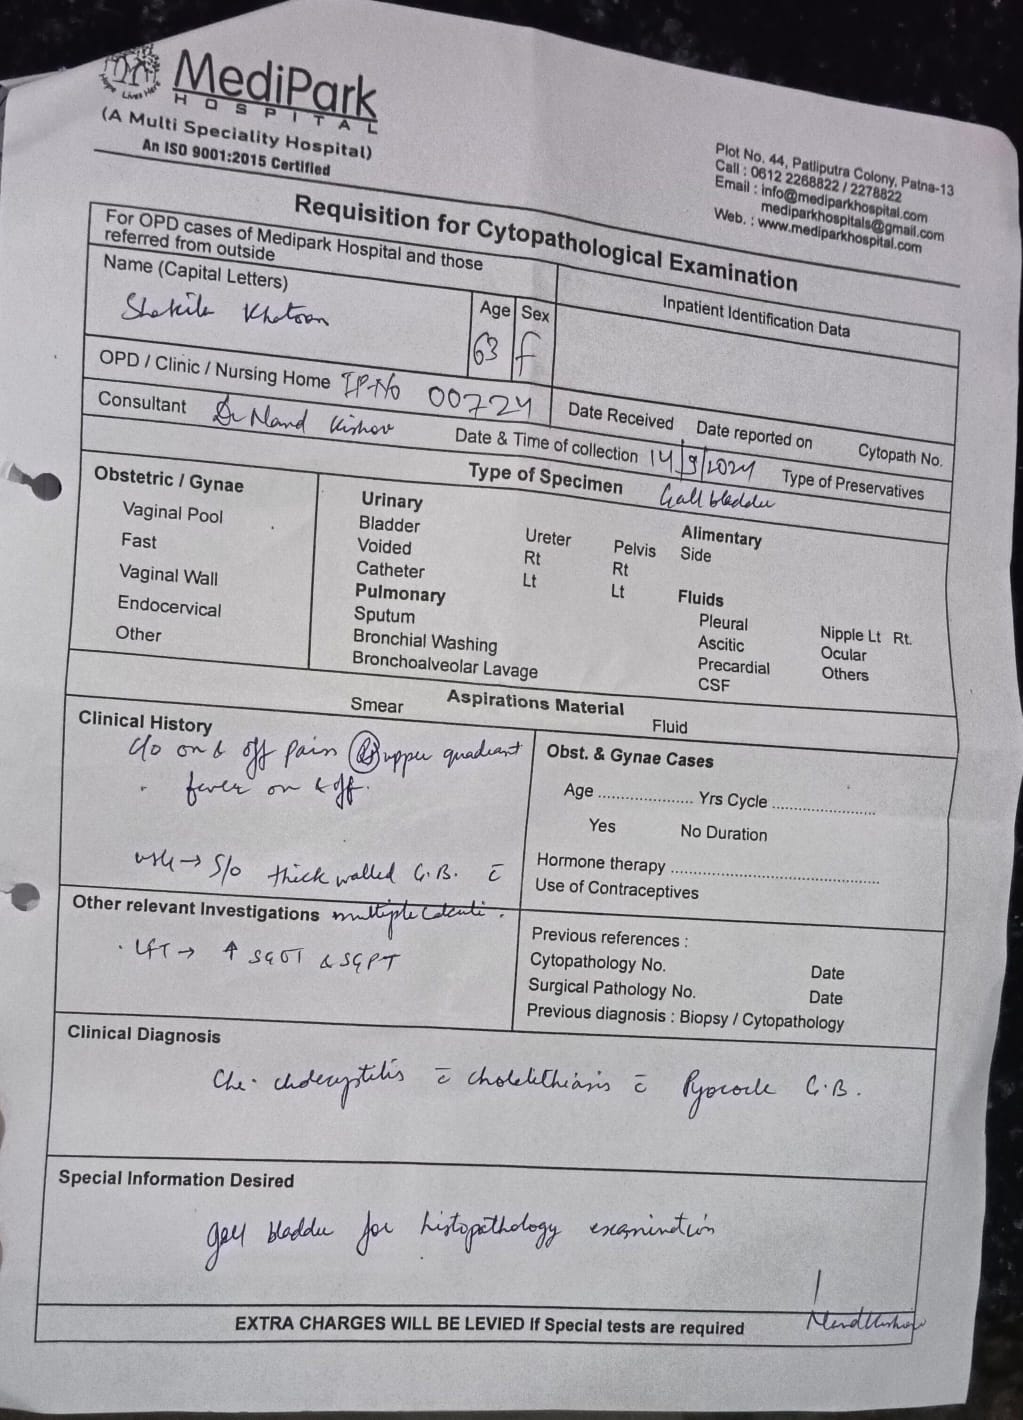 Hope Lives Here
MediPark
HOSPITAL
(A Multi Speciality Hospital)
An ISO 9001:2015 Certified
Plot No. 44, Patliputra Colony, Patna-13
Call : 0612 2268822 / 2278822
Email : info@mediparkhospital.com
mediparkhospitals@gmail.com
Web. : www.mediparkhospital.com
Requisition for Cytopathological Examination
For OPD cases of Medipark Hospital and those
referred from outside
Inpatient Identification Data
Name (Capital Letters)
Age Sex
Shakila Khatoon
63 f
OPD / Clinic / Nursing Home IP-No 00724
Date Received Date reported on Cytopath No.
Consultant Dr Nand Kishor
Date & Time of collection 14/9/2024 Type of Preservatives
Type of Specimen Gall bladder
Obstetric / Gynae
Vaginal Pool
Fast
Vaginal Wall
Endocervical
Other
Urinary
Bladder Ureter Pelvis
Voided Rt Rt
Catheter Lt Lt
Pulmonary
Sputum
Bronchial Washing
Bronchoalveolar Lavage
Alimentary
Side
Fluids
Pleural Nipple Lt Rt.
Ascitic Ocular
Precardial Others
CSF
Aspirations Material
Smear Fluid
Clinical History
c/o on & off pain Rt upper quadrant
fever on & off.
USG → S/o thick walled G.B. c̄
Obst. & Gynae Cases
Age .................... Yrs Cycle ......................
Yes No Duration
Hormone therapy ............................................
Use of Contraceptives
Other relevant Investigations multiple calculi.
. LFT → ↑ SGOT & SGPT
Previous references :
Cytopathology No. Date
Surgical Pathology No. Date
Previous diagnosis : Biopsy / Cytopathology
Clinical Diagnosis
Che. cholecystitis c̄ cholelithiasis c̄ Pyocoele G.B.
Special Information Desired
gall bladder for histopathology examination
NandKishor
EXTRA CHARGES WILL BE LEVIED If Special tests are required